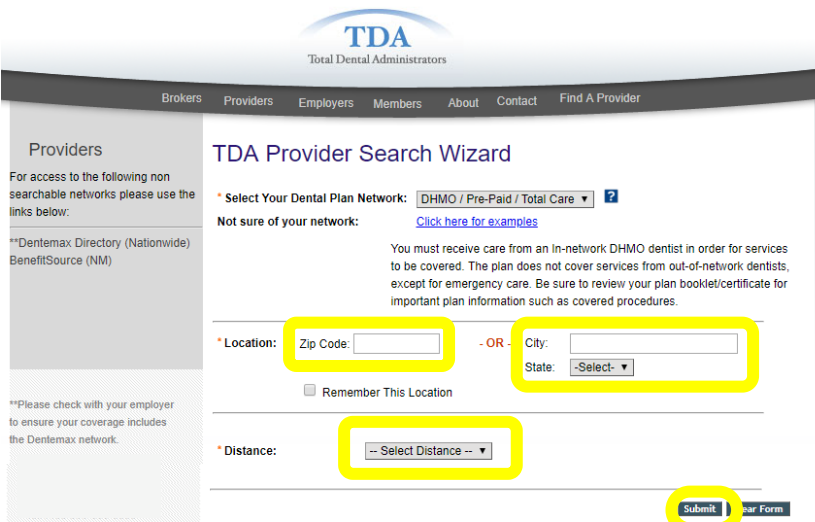 TDA
Total Dental Administrators
Brokers Providers Employers Members About Contact Find A Provider
Providers
For access to the following non
searchable networks please use the
links below:
**Dentemax Directory (Nationwide)
BenefitSource (NM)
**Please check with your employer
to ensure your coverage includes
the Dentemax network.
TDA Provider Search Wizard
* Select Your Dental Plan Network: DHMO / Pre-Paid / Total Care ▼ ?
Not sure of your network: Click here for examples
You must receive care from an In-network DHMO dentist in order for services
to be covered. The plan does not cover services from out-of-network dentists,
except for emergency care. Be sure to review your plan booklet/certificate for
important plan information such as covered procedures.
* Location: Zip Code: - OR - City:
State: -Select- ▼
Remember This Location
* Distance: -- Select Distance -- ▼
Submit ear Form